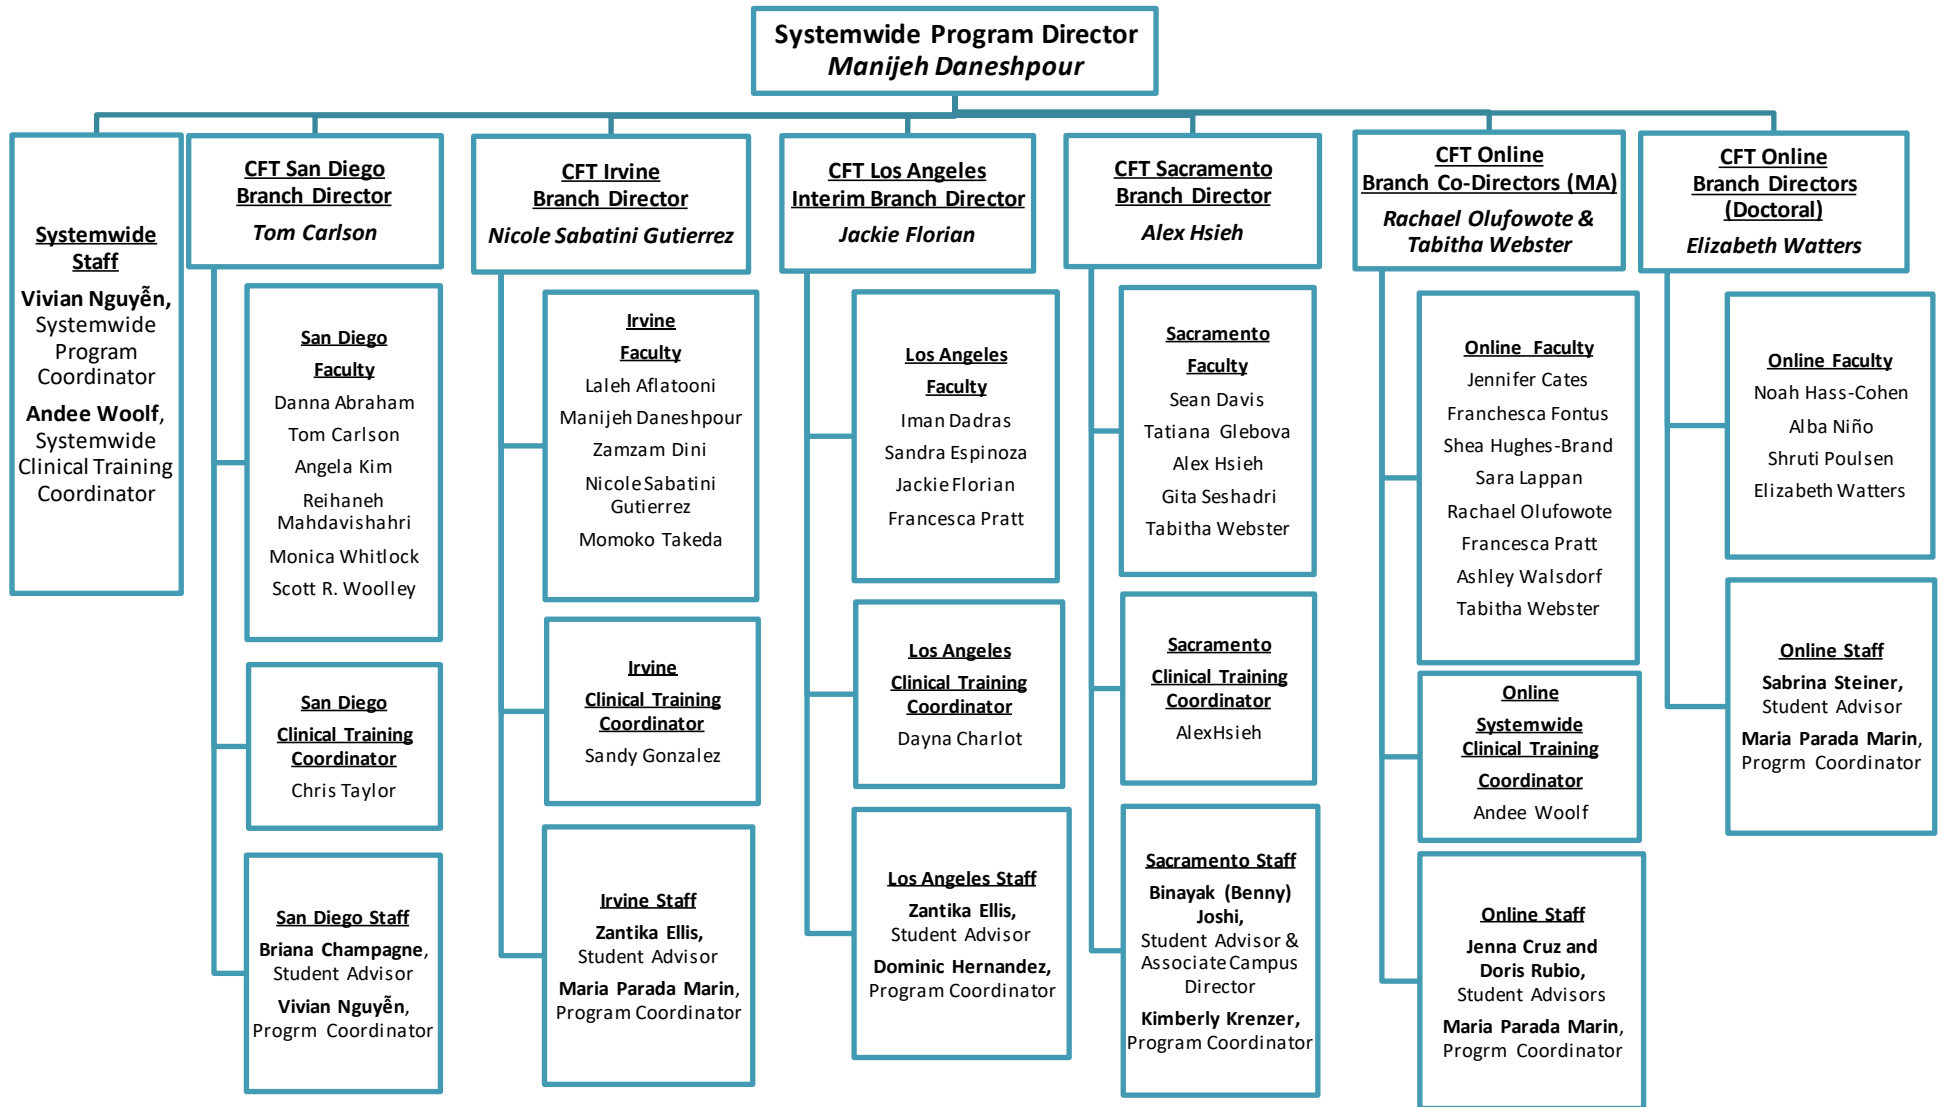 Systemwide Program Director
Manijeh Daneshpour
Systemwide
Staff
Vivian Nguyễn,
Systemwide
Program
Coordinator
Andee Woolf,
Systemwide
Clinical Training
Coordinator
CFT San Diego
Branch Director
Tom Carlson
San Diego
Faculty
Danna Abraham
Tom Carlson
Angela Kim
Reihaneh
Mahdavishahri
Monica Whitlock
Scott R. Woolley
San Diego
Clinical Training
Coordinator
Chris Taylor
San Diego Staff
Briana Champagne,
Student Advisor
Vivian Nguyễn,
Progrm Coordinator
CFT Irvine
Branch Director
Nicole Sabatini Gutierrez
Irvine
Faculty
Laleh Aflatooni
Manijeh Daneshpour
Zamzam Dini
Nicole Sabatini
Gutierrez
Momoko Takeda
Irvine
Clinical Training
Coordinator
Sandy Gonzalez
Irvine Staff
Zantika Ellis,
Student Advisor
Maria Parada Marin,
Program Coordinator
CFT Los Angeles
Interim Branch Director
Jackie Florian
Los Angeles
Faculty
Iman Dadras
Sandra Espinoza
Jackie Florian
Francesca Pratt
Los Angeles
Clinical Training
Coordinator
Dayna Charlot
Los Angeles Staff
Zantika Ellis,
Student Advisor
Dominic Hernandez,
Program Coordinator
CFT Sacramento
Branch Director
Alex Hsieh
Sacramento
Faculty
Sean Davis
Tatiana Glebova
Alex Hsieh
Gita Seshadri
Tabitha Webster
Sacramento
Clinical Training
Coordinator
AlexHsieh
Sacramento Staff
Binayak (Benny)
Joshi,
Student Advisor &
Associate Campus
Director
Kimberly Krenzer,
Program Coordinator
CFT Online
Branch Co-Directors (MA)
Rachael Olufowote &
Tabitha Webster
Online Faculty
Jennifer Cates
Franchesca Fontus
Shea Hughes-Brand
Sara Lappan
Rachael Olufowote
Francesca Pratt
Ashley Walsdorf
Tabitha Webster
Online
Systemwide
Clinical Training
Coordinator
Andee Woolf
Online Staff
Jenna Cruz and
Doris Rubio,
Student Advisors
Maria Parada Marin,
Progrm Coordinator
CFT Online
Branch Directors
(Doctoral)
Elizabeth Watters
Online Faculty
Noah Hass-Cohen
Alba Niño
Shruti Poulsen
Elizabeth Watters
Online Staff
Sabrina Steiner,
Student Advisor
Maria Parada Marin,
Progrm Coordinator